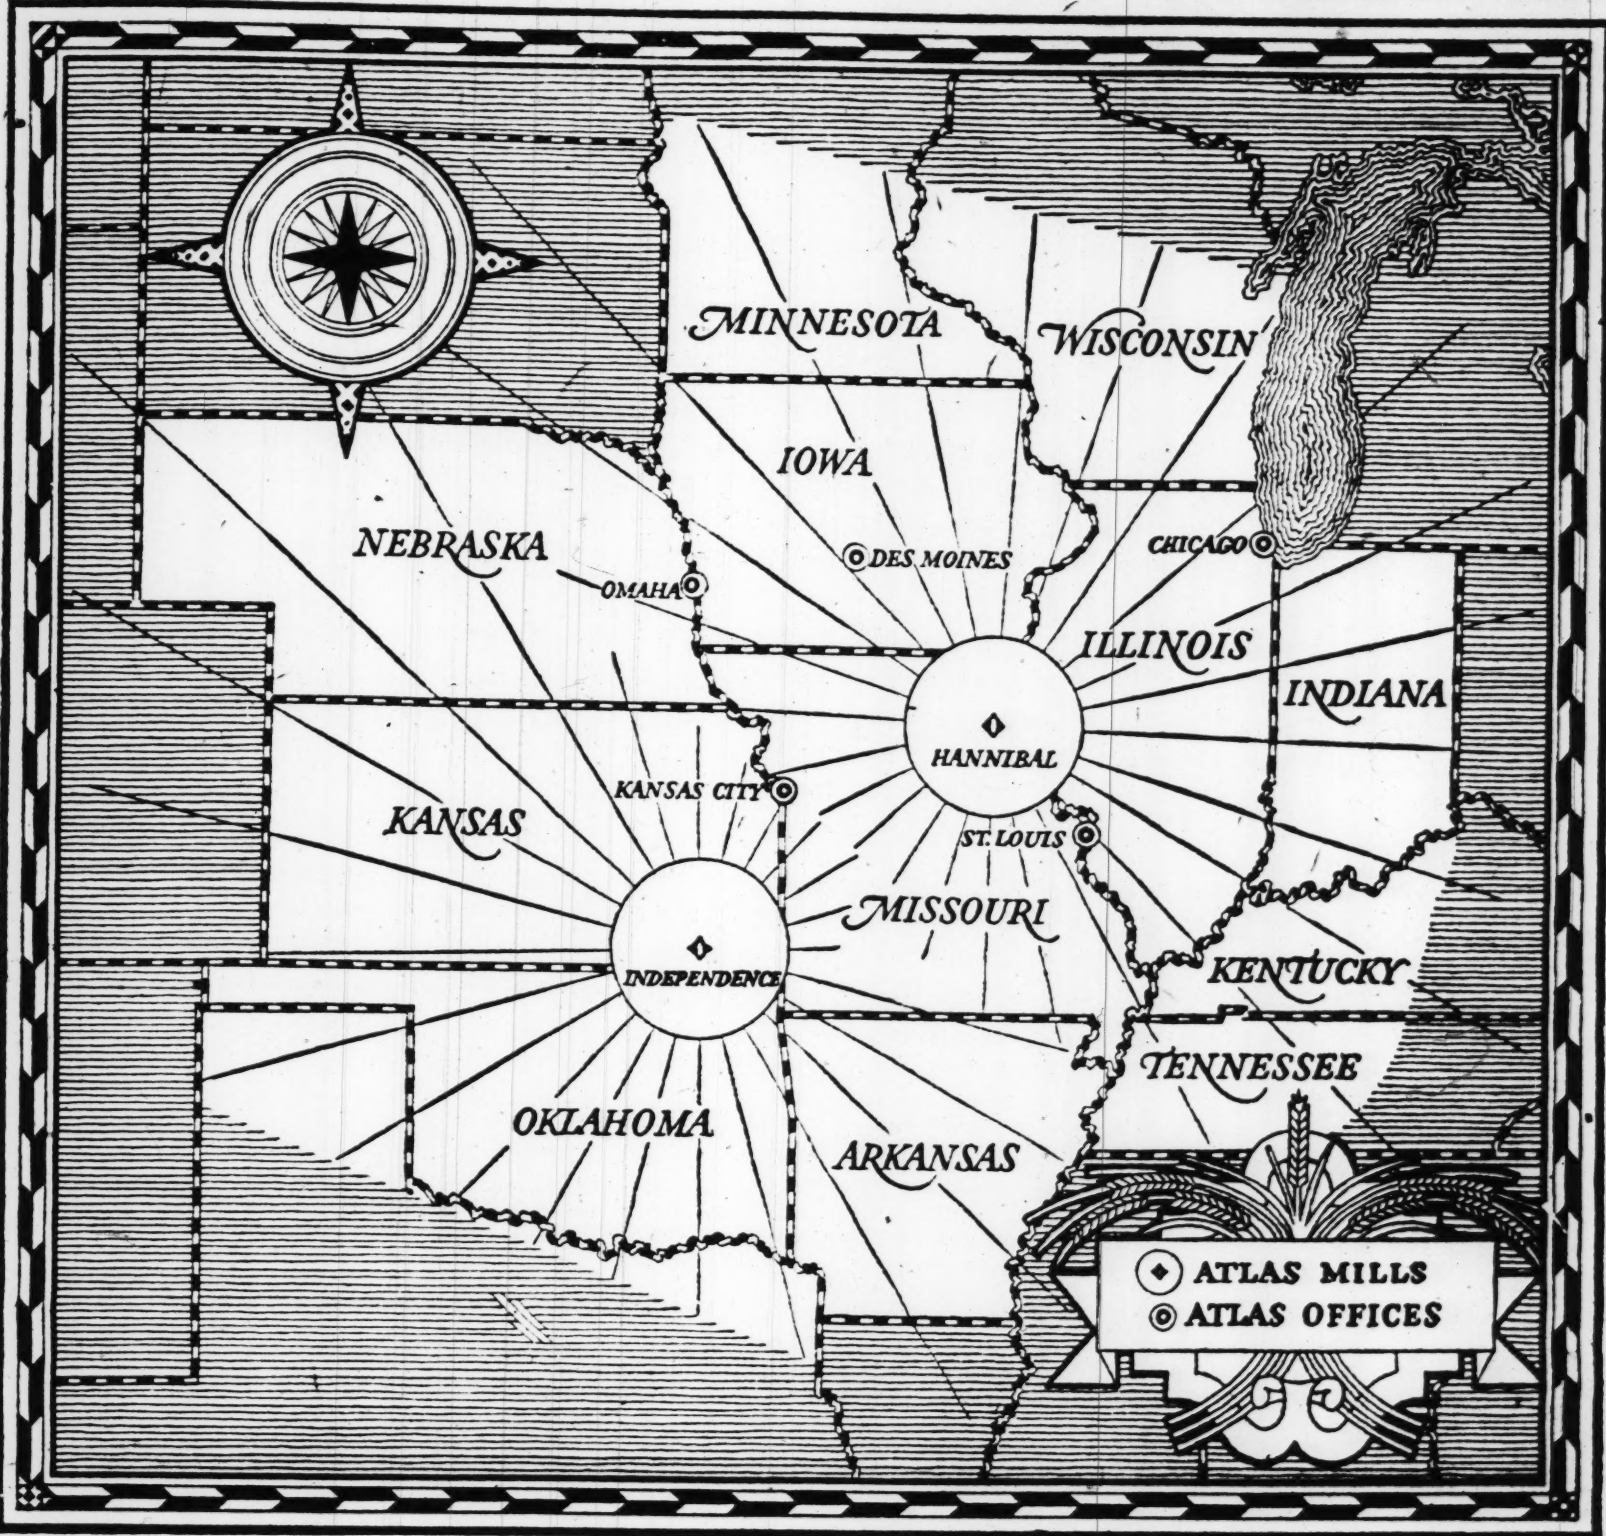 MINNESOTA
WISCONSIN
IOWA
NEBRASKA
CHICAGO
DES MOINES
OMAHA
ILLINOIS
INDIANA
HANNIBAL
KANSAS CITY
KANSAS
ST. LOUIS
MISSOURI
INDEPENDENCE
KENTUCKY
TENNESSEE
OKLAHOMA
ARKANSAS
ATLAS MILLS
ATLAS OFFICES